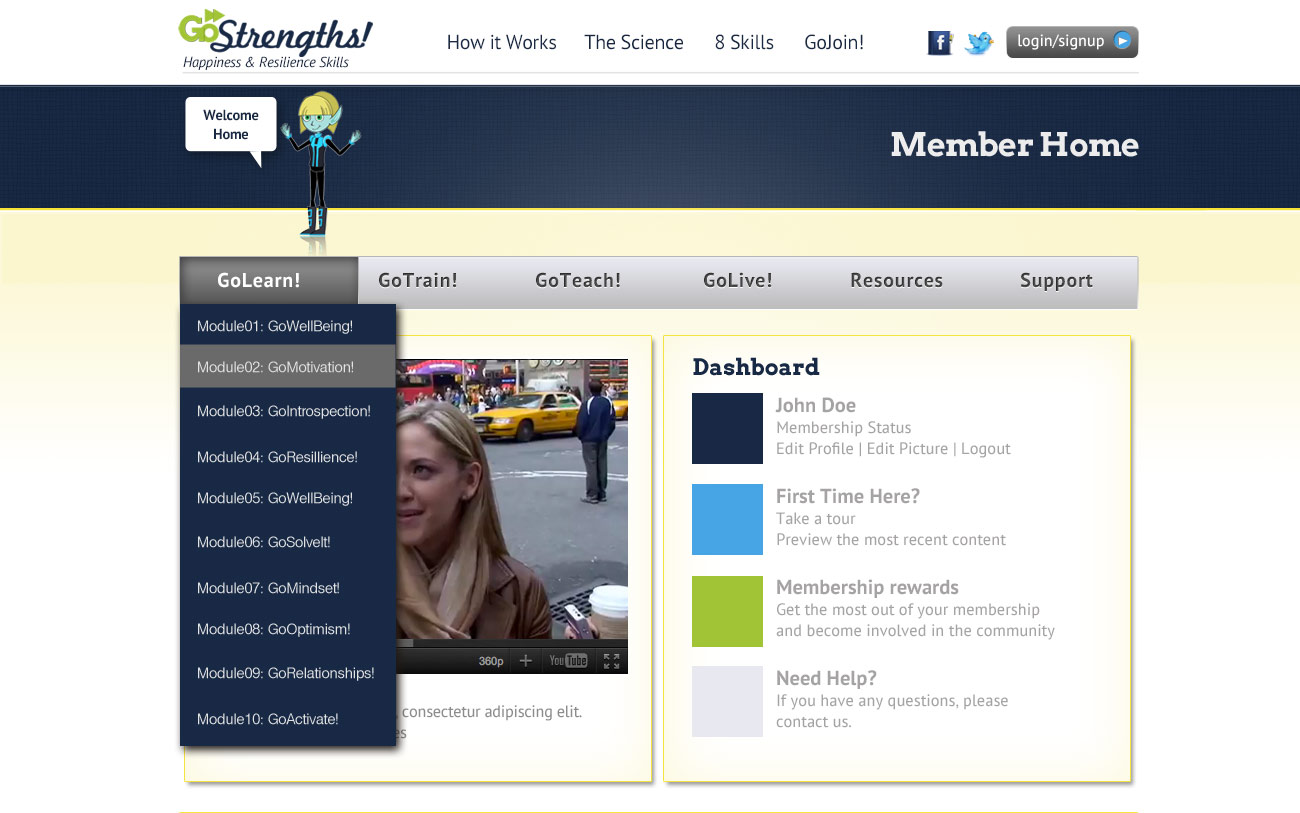 GoStrengths!
Happiness & Resilience Skills
How it Works
The Science
8 Skills
GoJoin!
f
login/signup
Welcome
Home
Member Home
GoLearn!
GoTrain!
GoTeach!
GoLive!
Resources
Support
Module01: GoWellBeing!
Module02: GoMotivation!
Module03: GoIntrospection!
Module04: GoResillience!
Module05: GoWellBeing!
Module06: GoSolveIt!
Module07: GoMindset!
Module08: GoOptimism!
Module09: GoRelationships!
Module10: GoActivate!
360p
YouTube
consectetur adipiscing elit.
Dashboard
John Doe
Membership Status
Edit Profile | Edit Picture | Logout
First Time Here?
Take a tour
Preview the most recent content
Membership rewards
Get the most out of your membership
and become involved in the community
Need Help?
If you have any questions, please
contact us.